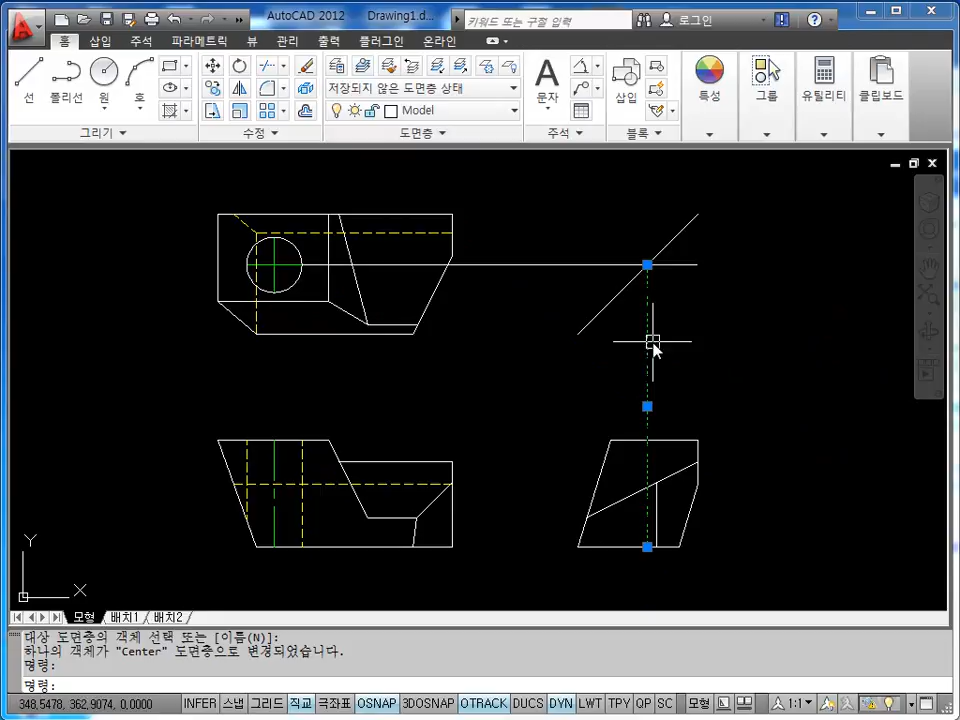 AutoCAD 2012 Drawing1.d... 키워드 또는 구절 입력 로그인
홈 삽입 주석 파라메트릭 뷰 관리 출력 플러그인 온라인
선 폴리선 원 호
저장되지 않은 도면층 상태
Model
문자 삽입 특성 그룹 유틸리티 클립보드
그리기 수정 도면층 주석 블록
Y
X
모형 배치1 배치2
대상 도면층의 객체 선택 또는 [이름(N)]:
하나의 객체가 "Center" 도면층으로 변경되었습니다.
명령:
명령:
348,5478, 362,9074, 0,0000 INFER 스냅 그리드 직교 극좌표 OSNAP 3DOSNAP OTRACK DUCS DYN LWT TPY QP SC 모형 1:1